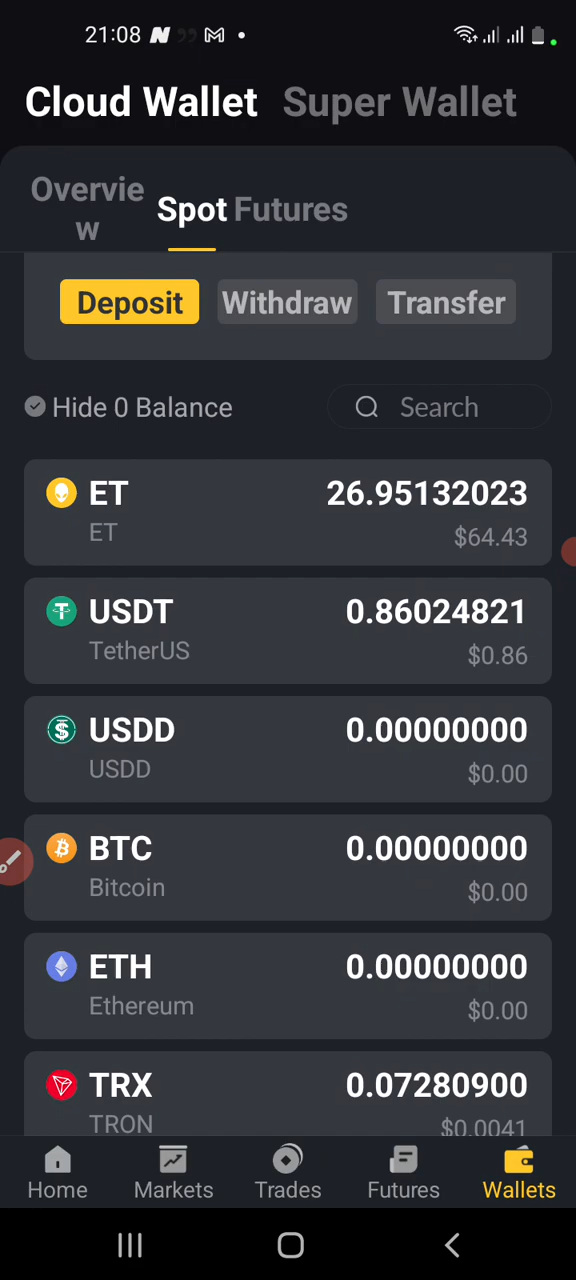 21:08
Cloud Wallet Super Wallet
Overvie
w
Spot Futures
Deposit Withdraw Transfer
Hide 0 Balance Search
ET 26.95132023
ET $64.43
USDT 0.86024821
TetherUS $0.86
USDD 0.00000000
USDD $0.00
BTC 0.00000000
Bitcoin $0.00
ETH 0.00000000
Ethereum $0.00
TRX 0.07280900
TRON $0.0041
Home Markets Trades Futures Wallets